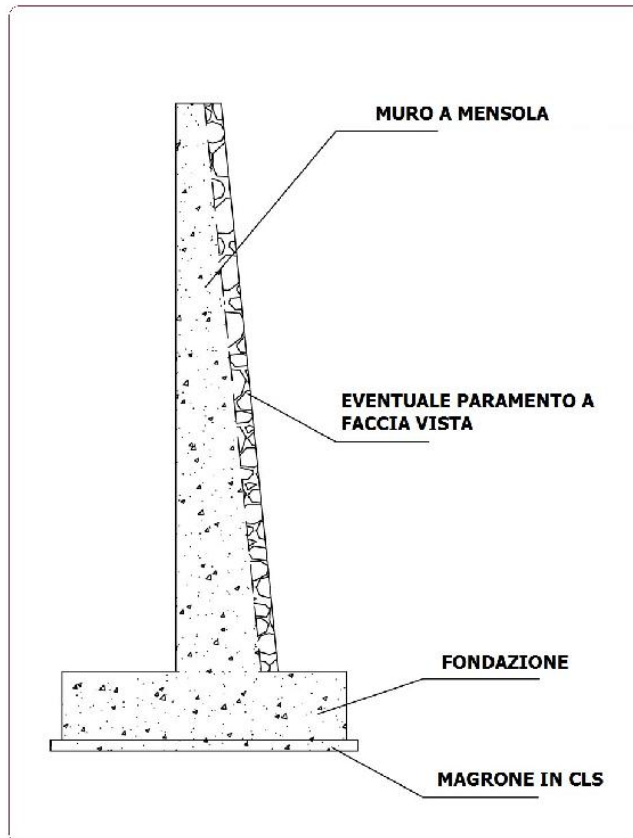 MURO A MENSOLA
EVENTUALE PARAMENTO A
FACCIA VISTA
FONDAZIONE
MAGRONE IN CLS